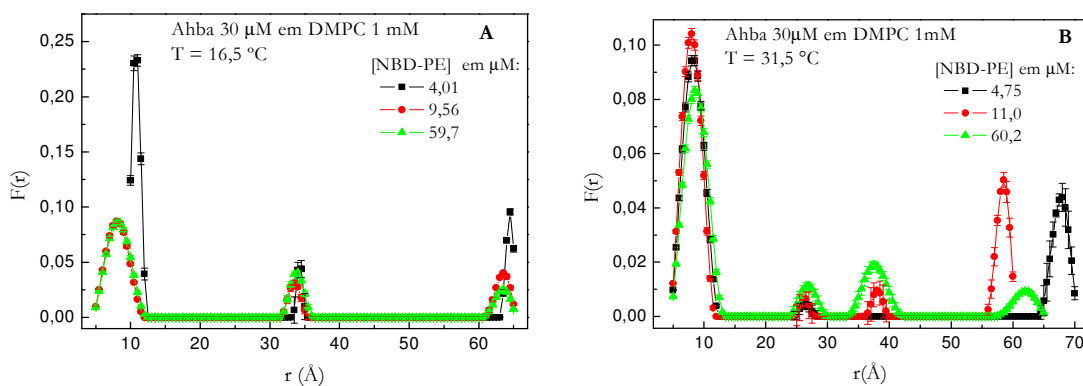 Ahba 30 µM em DMPC 1 mM
A
T = 16,5 ºC
[NBD-PE] em µM:
4,01
9,56
59,7
0,25
0,20
0,15
0,10
0,05
0,00
F(r)
10 20 30 40 50 60
r (Å)
Ahba 30µM em DMPC 1mM
B
T = 31,5 °C
[NBD-PE] em µM:
4,75
11,0
60,2
0,10
0,08
0,06
0,04
0,02
0,00
F(r)
10 20 30 40 50 60 70
r (Å)